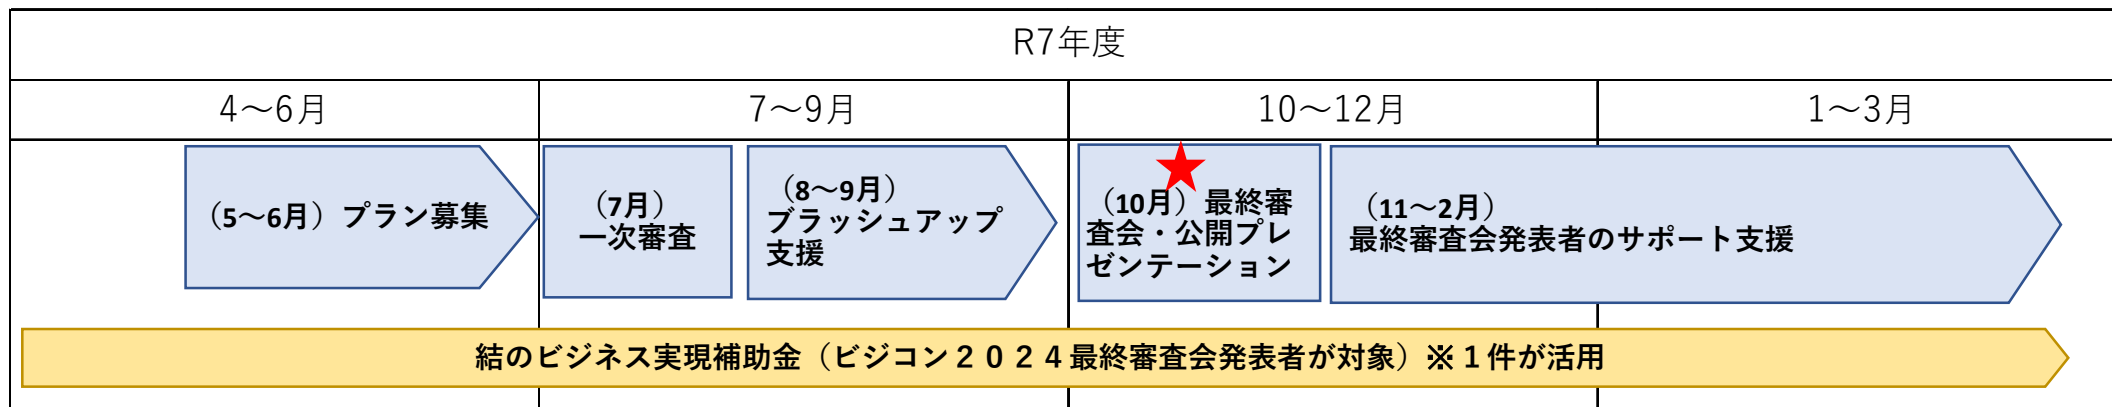 R7年度
4～6月
7～9月
10～12月
1～3月
（5～6月）プラン募集
（7月）
一次審査
（8～9月）
ブラッシュアップ
支援
（10月）最終審
査会・公開プレ
ゼンテーション
（11～2月）
最終審査会発表者のサポート支援
結のビジネス実現補助金（ビジコン２０２４最終審査会発表者が対象）※１件が活用